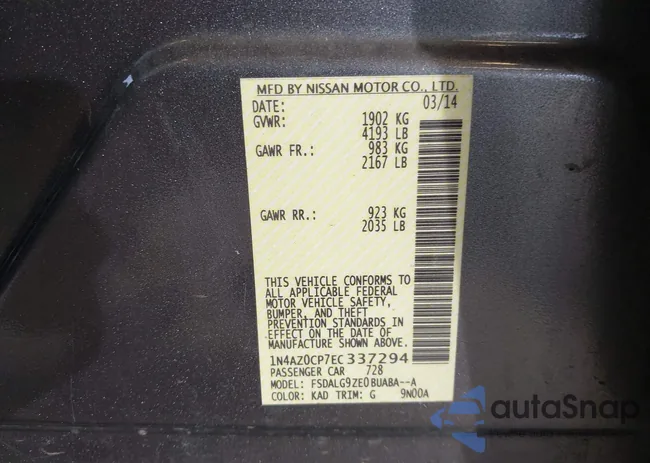 MFD BY NISSAN MOTOR CO., LTD.
DATE: 03/14
GVWR: 1902 KG
4193 LB
GAWR FR.: 983 KG
2167 LB
GAWR RR.: 923 KG
2035 LB
THIS VEHICLE CONFORMS TO
ALL APPLICABLE FEDERAL
MOTOR VEHICLE SAFETY,
BUMPER, AND THEFT
PREVENTION STANDARDS IN
EFFECT ON THE DATE OF
MANUFACTURE SHOWN ABOVE.
1N4AZ0CP7EC337294
PASSENGER CAR 728
MODEL: FSDALG9ZE0BUABA--A
COLOR: KAD TRIM: G 9N00A
autoSnap